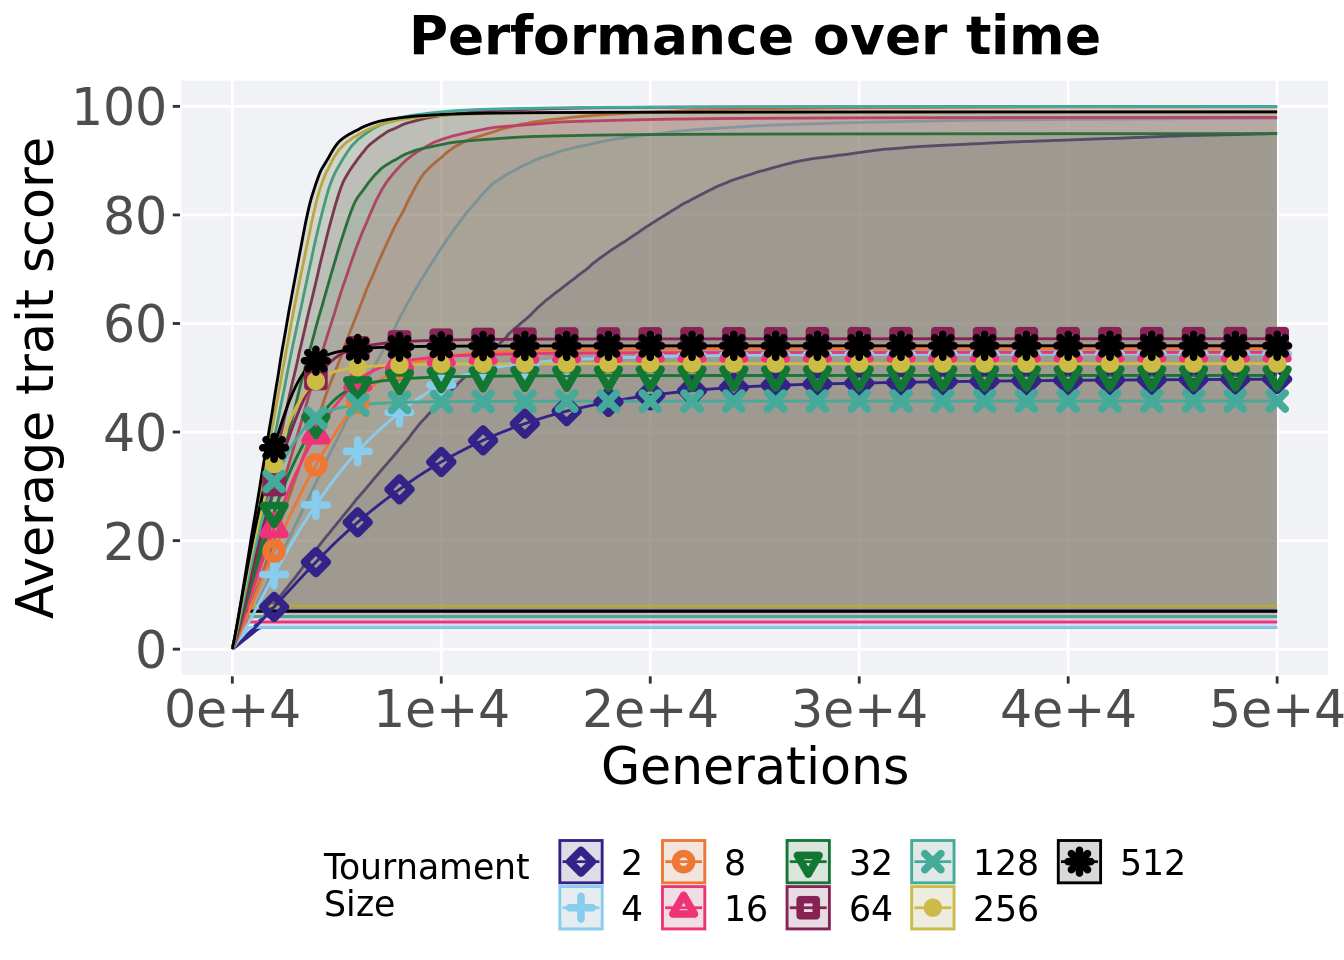 Performance over time
Average trait score
100
80
60
40
20
0
0e+4 1e+4 2e+4 3e+4 4e+4 5e+4
Generations
Tournament
Size
2 8 32 128 512
4 16 64 256